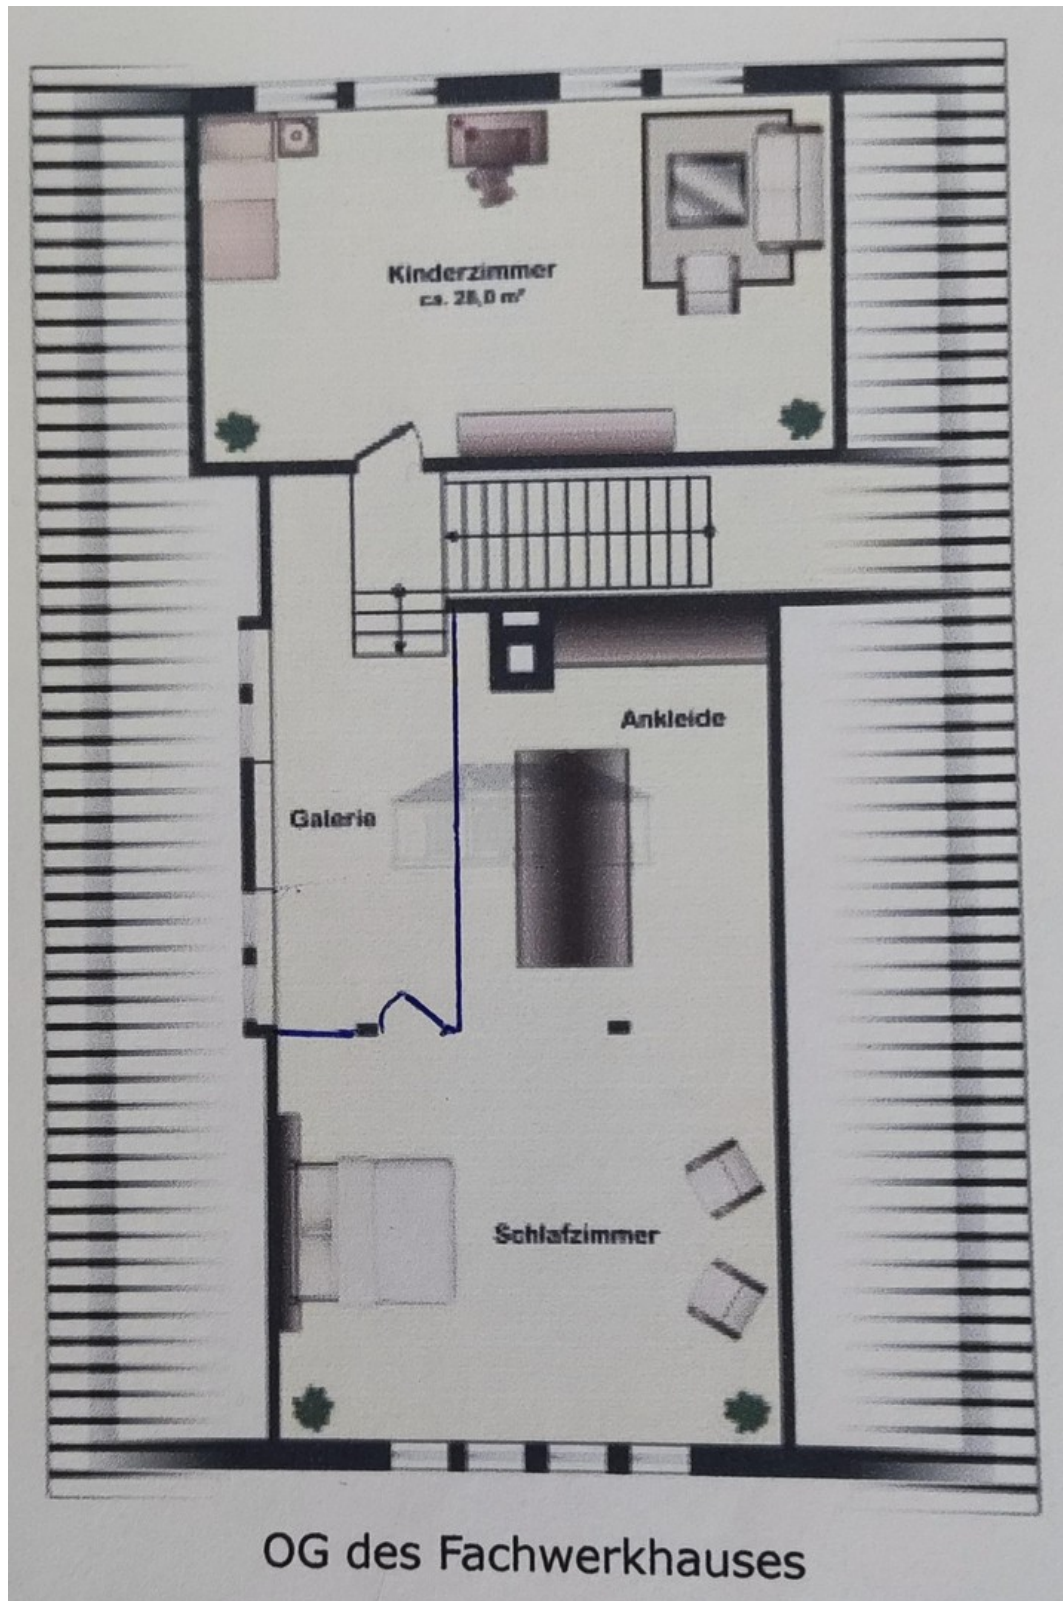 Kinderzimmer
ca. 28,0 m²
Ankleide
Galerie
Schlafzimmer
OG des Fachwerkhauses